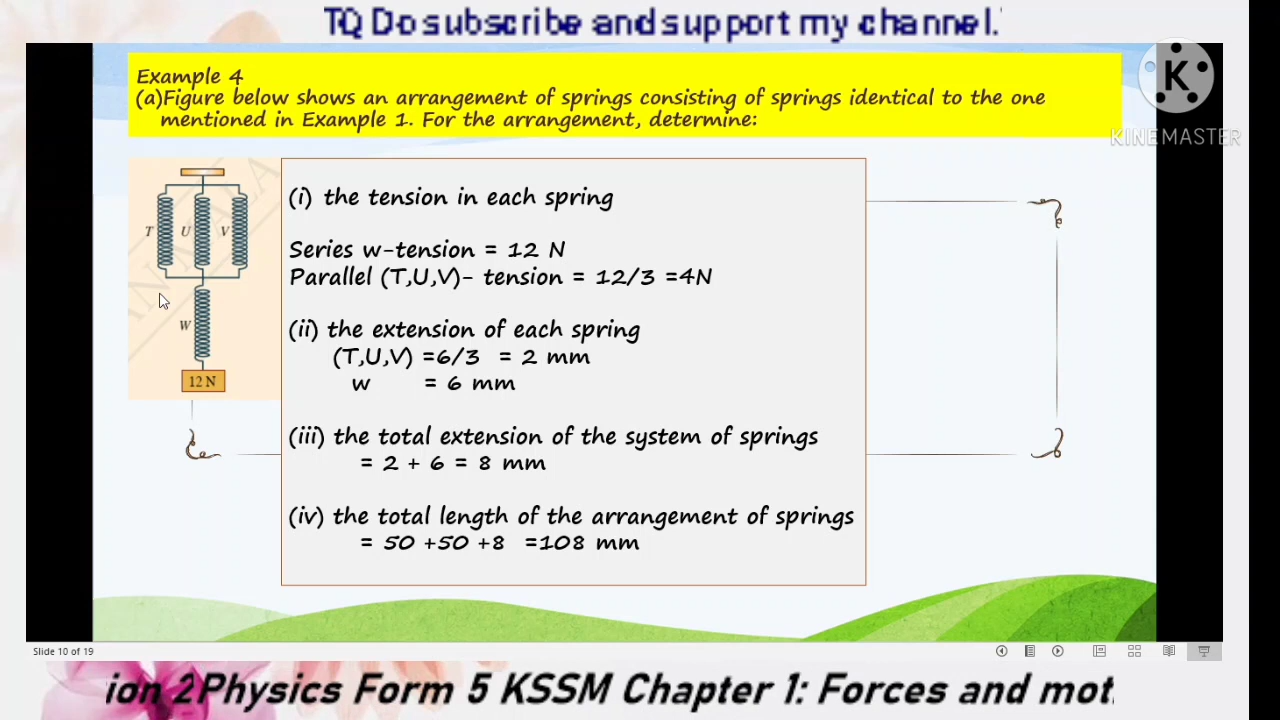 TQ Do subscribe and support my channel.
Example 4
(a)Figure below shows an arrangement of springs consisting of springs identical to the one
mentioned in Example 1. For the arrangement, determine:
K
KINEMASTER
T U V
W
12 N
(i) the tension in each spring
Series w-tension = 12 N
Parallel (T,U,V)- tension = 12/3 =4N
(ii) the extension of each spring
(T,U,V) =6/3 = 2 mm
w = 6 mm
(iii) the total extension of the system of springs
= 2 + 6 = 8 mm
(iv) the total length of the arrangement of springs
= 50 +50 +8 =108 mm
Slide 10 of 19
ion 2Physics Form 5 KSSM Chapter 1: Forces and mot